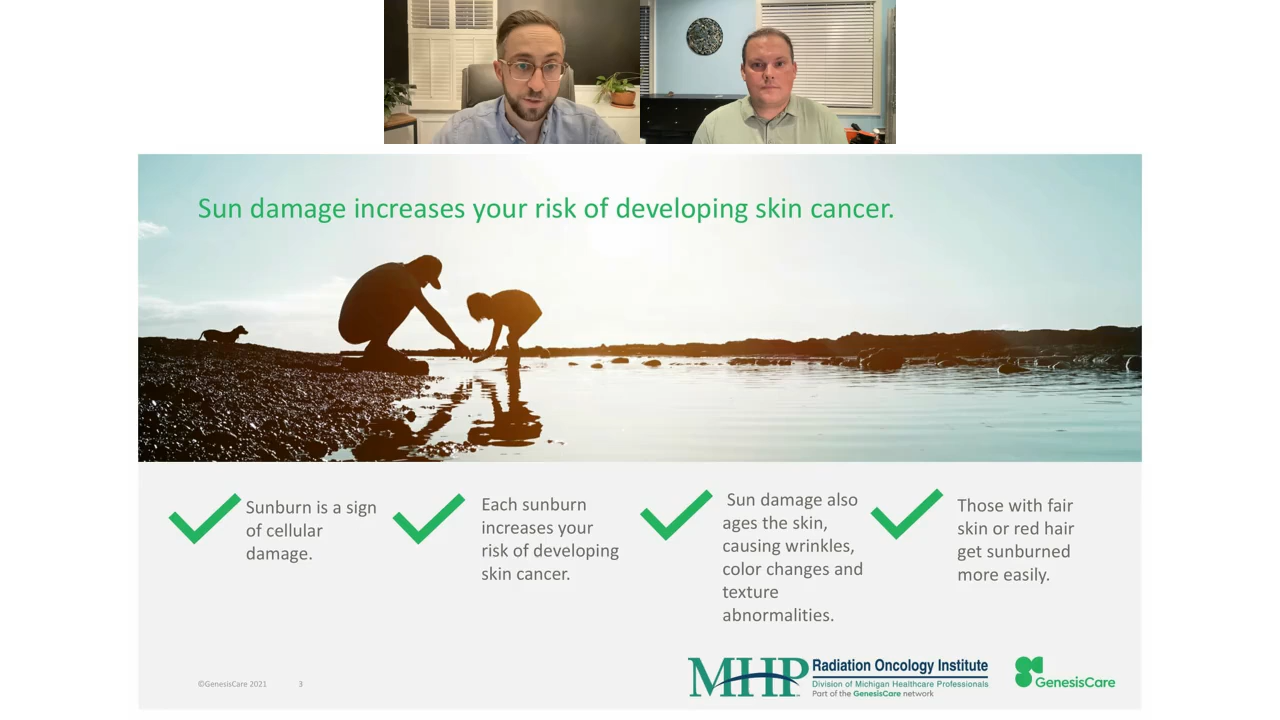 Sun damage increases your risk of developing skin cancer.
Sunburn is a sign
of cellular
damage.
Each sunburn
increases your
risk of developing
skin cancer.
Sun damage also
ages the skin,
causing wrinkles,
color changes and
texture
abnormalities.
Those with fair
skin or red hair
get sunburned
more easily.
©GenesisCare 2021 3
MHP
Radiation Oncology Institute
Division of Michigan Healthcare Professionals
Part of the GenesisCare network
GenesisCare